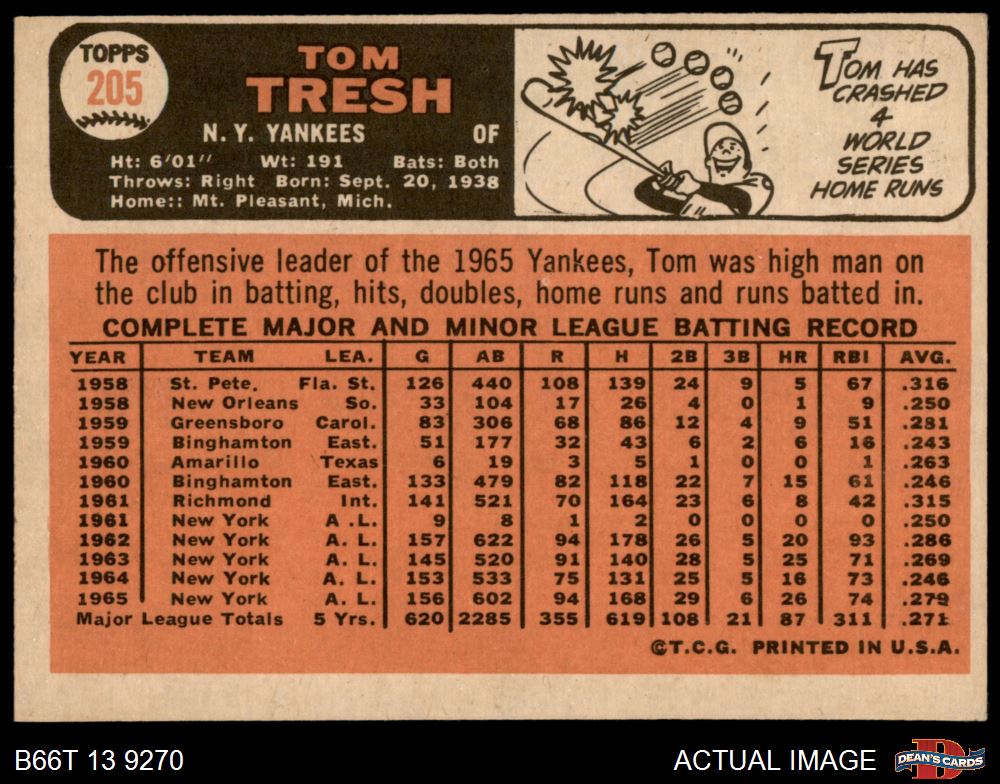 TOPPS
205
TOM
TRESH
N. Y. YANKEES OF
Ht: 6'01" Wt: 191 Bats: Both
Throws: Right Born: Sept. 20, 1938
Home:: Mt. Pleasant, Mich.
TOM HAS
CRASHED
4
WORLD
SERIES
HOME RUNS
The offensive leader of the 1965 Yankees, Tom was high man on
the club in batting, hits, doubles, home runs and runs batted in.
COMPLETE MAJOR AND MINOR LEAGUE BATTING RECORD
YEAR TEAM LEA. G AB R H 2B 3B HR RBI AVG.
1958 St. Pete. Fla. St. 126 440 108 139 24 9 5 67 .316
1958 New Orleans So. 33 104 17 26 4 0 1 9 .250
1959 Greensboro Carol. 83 306 68 86 12 4 9 51 .281
1959 Binghamton East. 51 177 32 43 6 2 6 16 .243
1960 Amarillo Texas 6 19 3 5 1 0 0 1 .263
1960 Binghamton East. 133 479 82 118 22 7 15 61 .246
1961 Richmond Int. 141 521 70 164 23 6 8 42 .315
1961 New York A .L. 9 8 1 2 0 0 0 0 .250
1962 New York A. L. 157 622 94 178 26 5 20 93 .286
1963 New York A. L. 145 520 91 140 28 5 25 71 .269
1964 New York A. L. 153 533 75 131 25 5 16 73 .246
1965 New York A. L. 156 602 94 168 29 6 26 74 .279
Major League Totals 5 Yrs. 620 2285 355 619 108 21 87 311 .271
©T.C.G. PRINTED IN U.S.A.
B66T 13 9270
ACTUAL IMAGE
D
DEAN'S CARDS